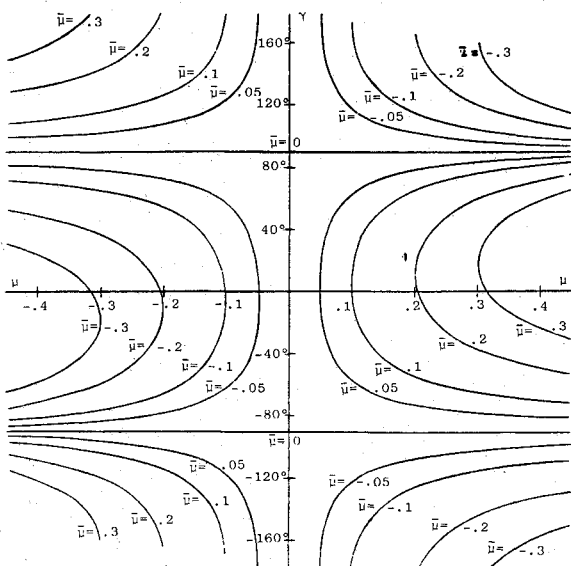 μ̄= .3
γ
μ̄= .2
160°
= -.3
μ̄= .1
μ̄= -.2
μ̄= .05
μ̄= -.1
120°
μ̄= -.05
μ̄= 0
80°
40°
μ
μ
-.4 -.3 -.2 -.1 .1 .2 .3
μ̄= -.3
μ̄= .3
μ̄= -.2
μ̄= .2
-40°
μ̄= -.1
μ̄= .1
μ̄= -.05
μ̄= .05
-80°
μ̄= 0
μ̄= .05
μ̄= -.05
-120°
μ̄= .1
μ̄= -.1
μ̄= .2
μ̄= -.2
μ̄= .3
-160°
μ̄= -.3